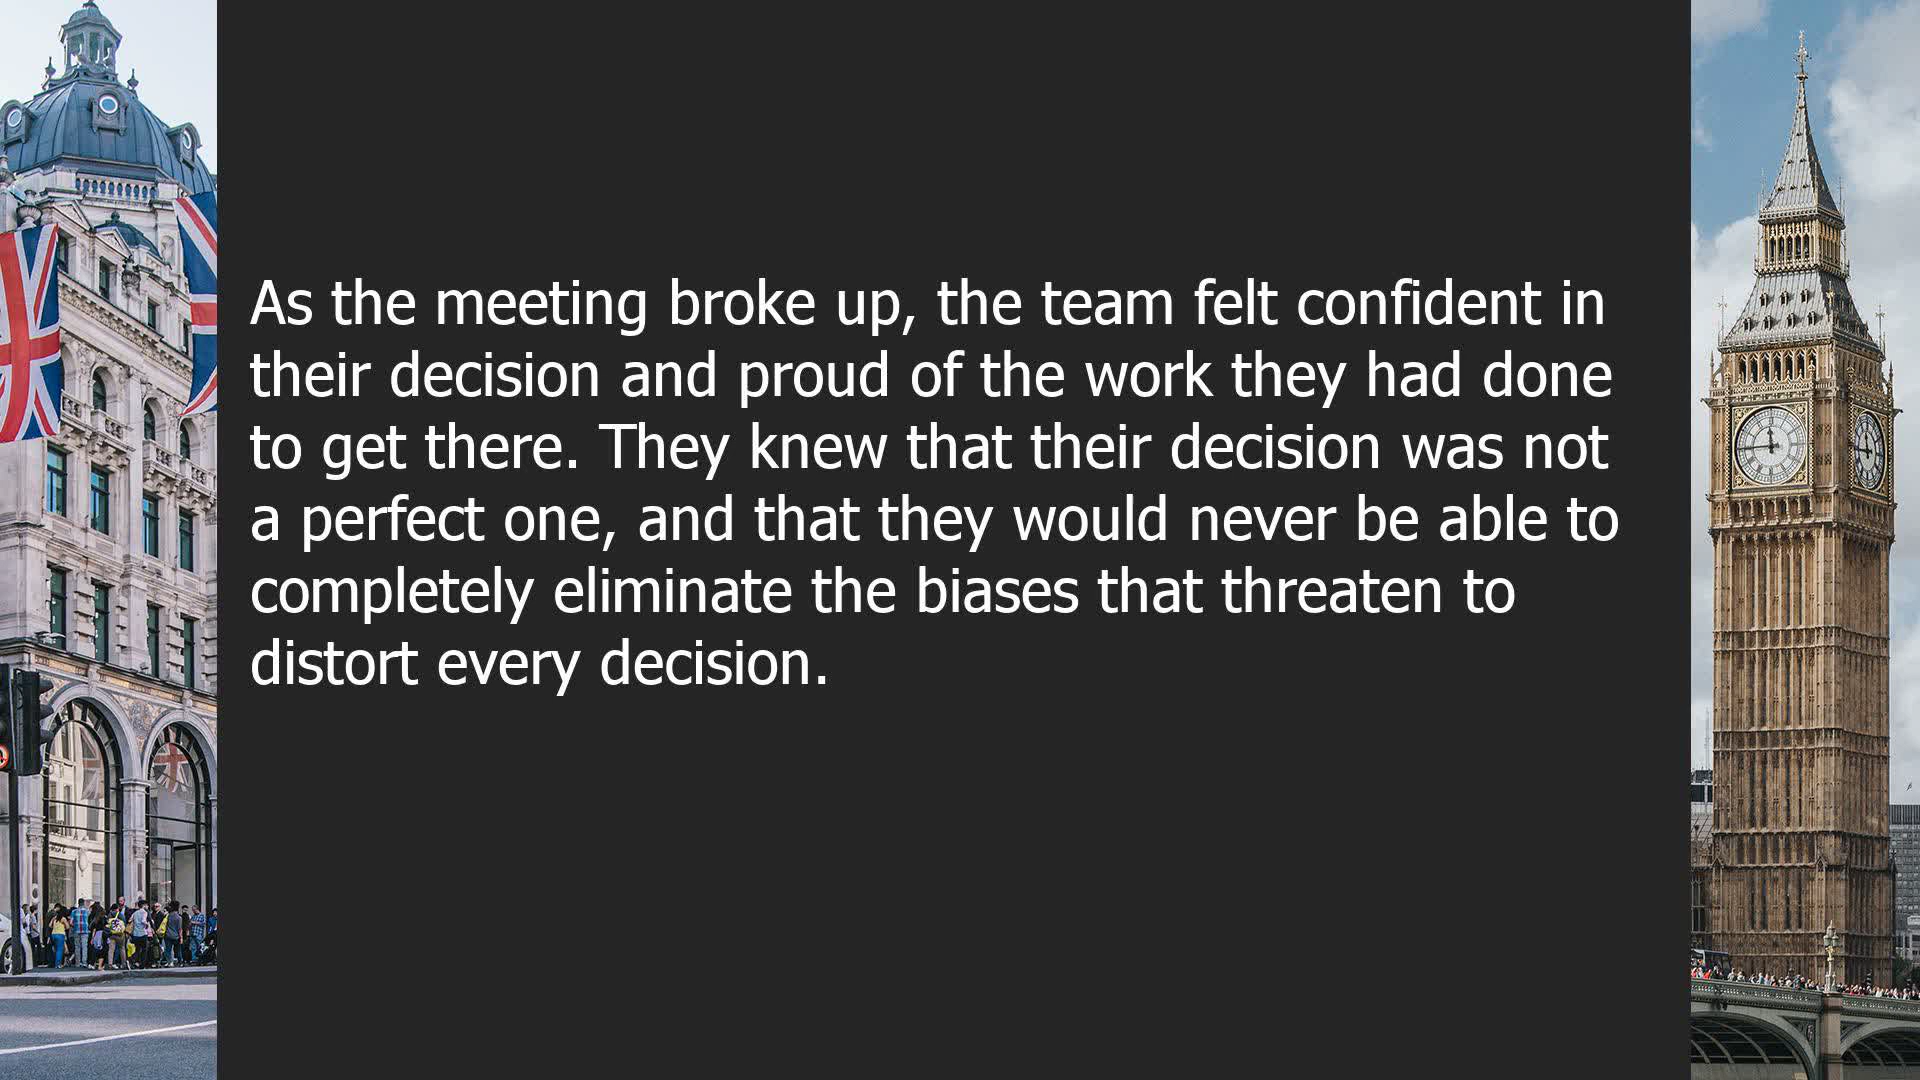 As the meeting broke up, the team felt confident in
their decision and proud of the work they had done
to get there. They knew that their decision was not
a perfect one, and that they would never be able to
completely eliminate the biases that threaten to
distort every decision.